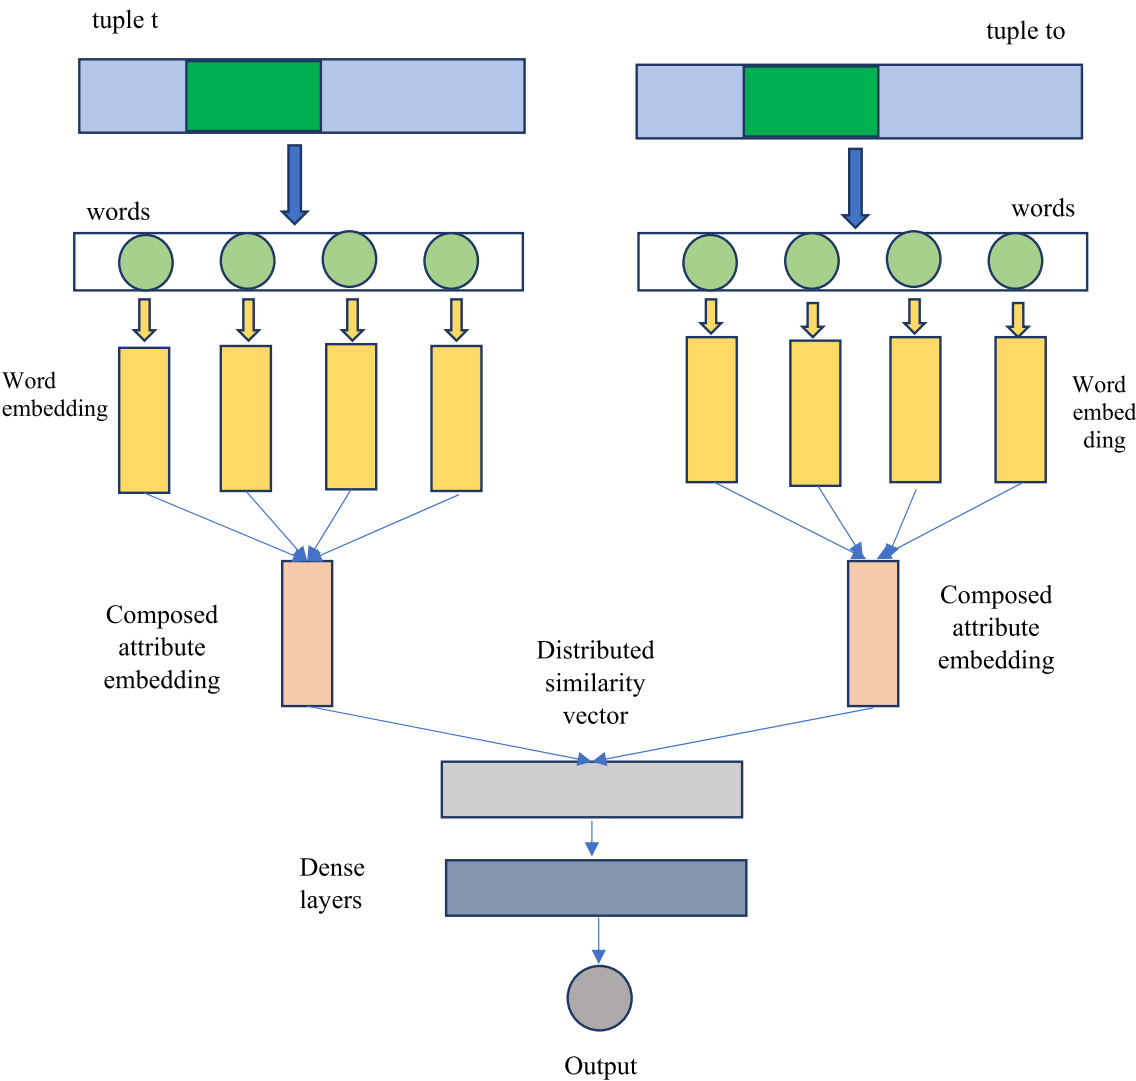 tuple t
tuple to
words
words
Word
embedding
Word
embed
ding
Composed
attribute
embedding
Composed
attribute
embedding
Distributed
similarity
vector
Dense
layers
Output